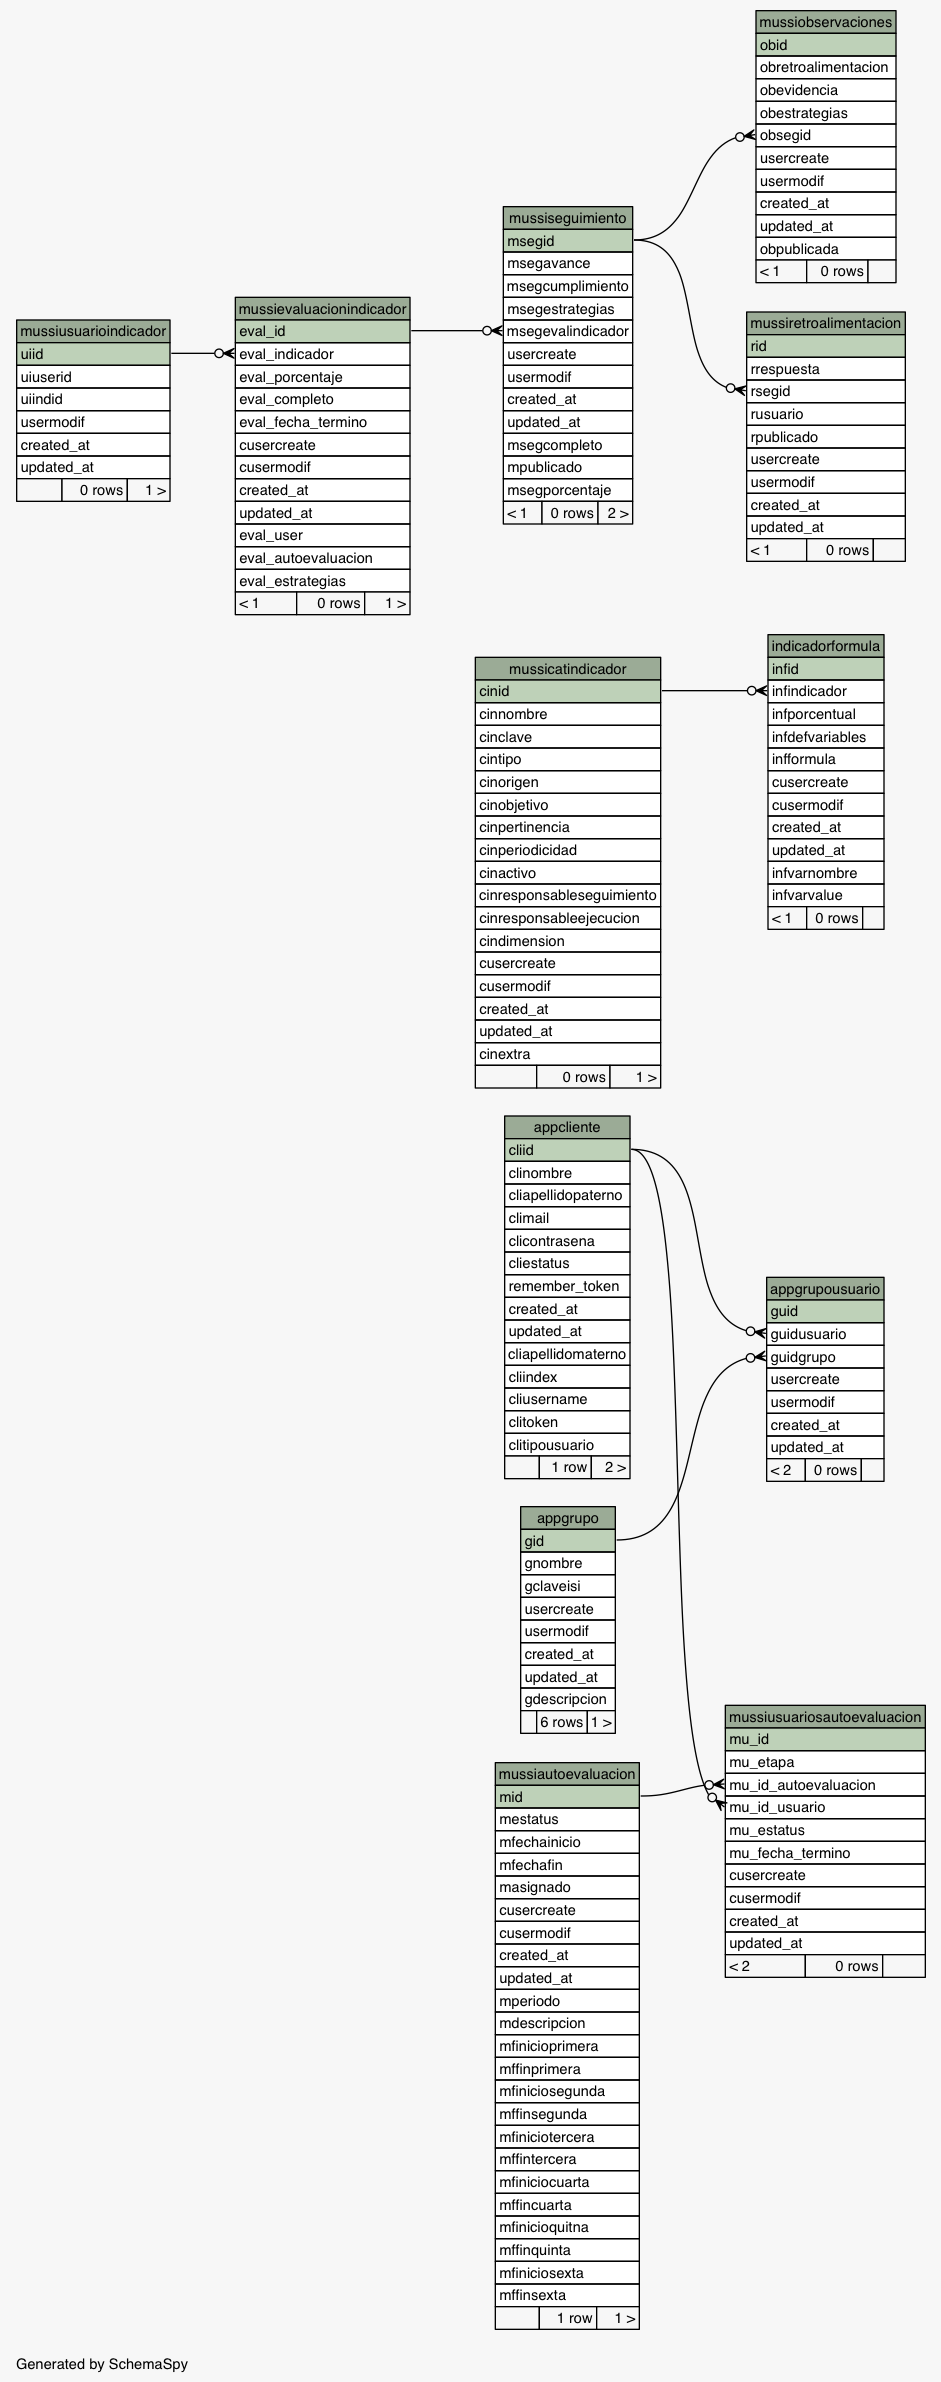 mussiobservaciones
obid
obretroalimentacion
obevidencia
obestrategias
obsegid
usercreate
usermodif
created_at
updated_at
obpublicada
< 1 0 rows
mussiseguimiento
msegid
msegavance
msegcumplimiento
msegestrategias
msegevalindicador
usercreate
usermodif
created_at
updated_at
msegcompleto
mpublicado
msegporcentaje
< 1 0 rows 2 >
mussievaluacionindicador
eval_id
eval_indicador
eval_porcentaje
eval_completo
eval_fecha_termino
cusercreate
cusermodif
created_at
updated_at
eval_user
eval_autoevaluacion
eval_estrategias
< 1 0 rows 1 >
mussiusuarioindicador
uiid
uiuserid
uiindid
usermodif
created_at
updated_at
0 rows 1 >
mussiretroalimentacion
rid
rrespuesta
rsegid
rusuario
rpublicado
usercreate
usermodif
created_at
updated_at
< 1 0 rows
indicadorformula
infid
infindicador
infporcentual
infdefvariables
infformula
cusercreate
cusermodif
created_at
updated_at
infvarnombre
infvarvalue
< 1 0 rows
mussicatindicador
cinid
cinnombre
cinclave
cintipo
cinorigen
cinobjetivo
cinpertinencia
cinperiodicidad
cinactivo
cinresponsableseguimiento
cinresponsableejecucion
cindimension
cusercreate
cusermodif
created_at
updated_at
cinextra
0 rows 1 >
appcliente
cliid
clinombre
cliapellidopaterno
climail
clicontrasena
cliestatus
remember_token
created_at
updated_at
cliapellidomaterno
cliindex
cliusername
clitoken
clitipousuario
1 row 2 >
appgrupousuario
guid
guidusuario
guidgrupo
usercreate
usermodif
created_at
updated_at
< 2 0 rows
appgrupo
gid
gnombre
gclaveisi
usercreate
usermodif
created_at
updated_at
gdescripcion
6 rows 1 >
mussiusuariosautoevaluacion
mu_id
mu_etapa
mu_id_autoevaluacion
mu_id_usuario
mu_estatus
mu_fecha_termino
cusercreate
cusermodif
created_at
updated_at
< 2 0 rows
mussiautoevaluacion
mid
mestatus
mfechainicio
mfechafin
masignado
cusercreate
cusermodif
created_at
updated_at
mperiodo
mdescripcion
mfinicioprimera
mffinprimera
mfiniciosegunda
mffinsegunda
mfiniciotercera
mffintercera
mfiniciocuarta
mffincuarta
mfinicioquitna
mffinquinta
mfiniciosexta
mffinsexta
1 row 1 >
Generated by SchemaSpy